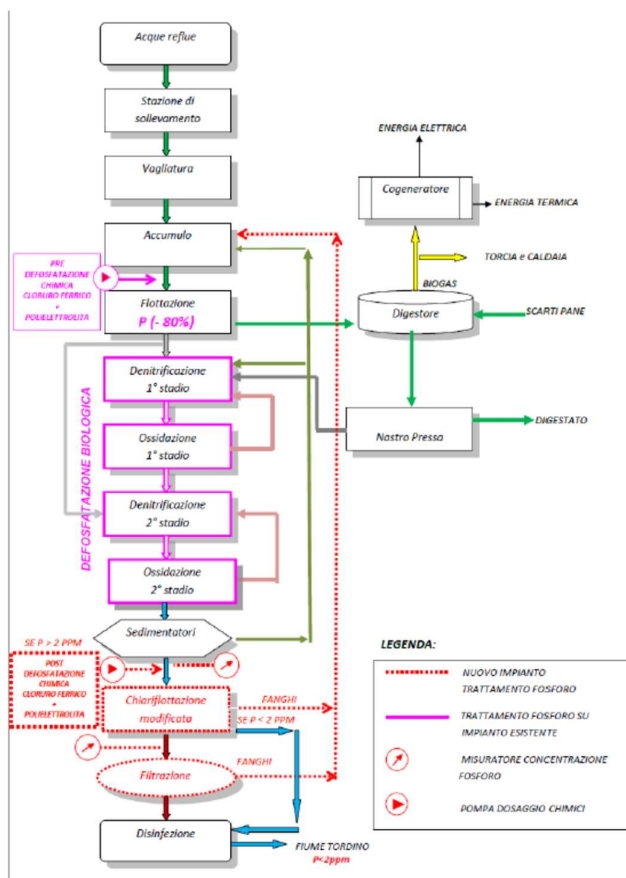 Acque reflue
Stazione di
sollevamento
Vagliatura
Accumulo
PRE
DEFOSFATAZIONE
CHIMICA
CLORURO FERRICO
+
POLIELETTROLITA
Flottazione
P (- 80%)
DEFOSFATAZIONE BIOLOGICA
Denitrificazione
1° stadio
Ossidazione
1° stadio
Denitrificazione
2° stadio
Ossidazione
2° stadio
Sedimentatori
SE P > 2 PPM
POST
DEFOSFATAZIONE
CHIMICA
CLORURO FERRICO
+
POLIELETTROLITA
Chiariflottazione
modificata
FANGHI
SE P < 2 PPM
Filtrazione
FANGHI
Disinfezione
FIUME TORDINO
P<2ppm
ENERGIA ELETTRICA
Cogeneratore
ENERGIA TERMICA
TORCIA e CALDAIA
BIOGAS
Digestore
SCARTI PANE
Nastro Pressa
DIGESTATO
LEGENDA:
NUOVO IMPIANTO
TRATTAMENTO FOSFORO
TRATTAMENTO FOSFORO SU
IMPIANTO ESISTENTE
MISURATORE CONCENTRAZIONE
FOSFORO
POMPA DOSAGGIO CHIMICI